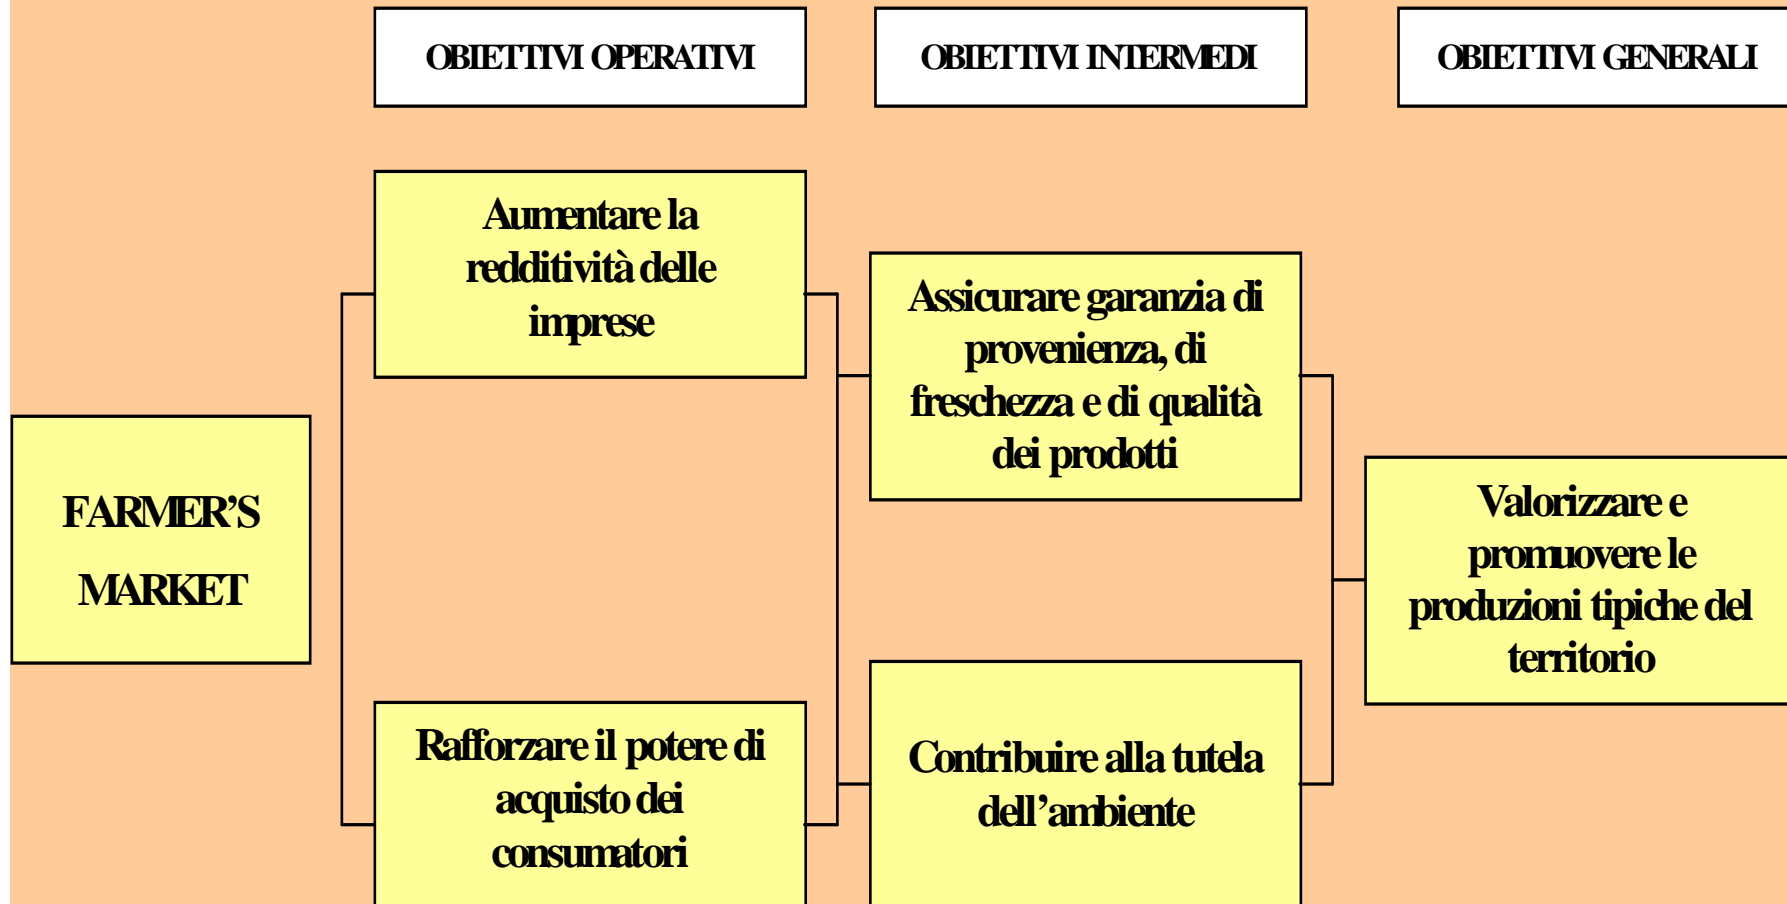 OBIETTIVI OPERATIVI
OBIETTIVI INTERMEDI
OBIETTIVI GENERALI
Aumentare la
redditività delle
imprese
Assicurare garanzia di
provenienza, di
freschezza e di qualità
dei prodotti
FARMER’S
MARKET
Valorizzare e
promuovere le
produzioni tipiche del
territorio
Rafforzare il potere di
acquisto dei
consumatori
Contribuire alla tutela
dell’ambiente